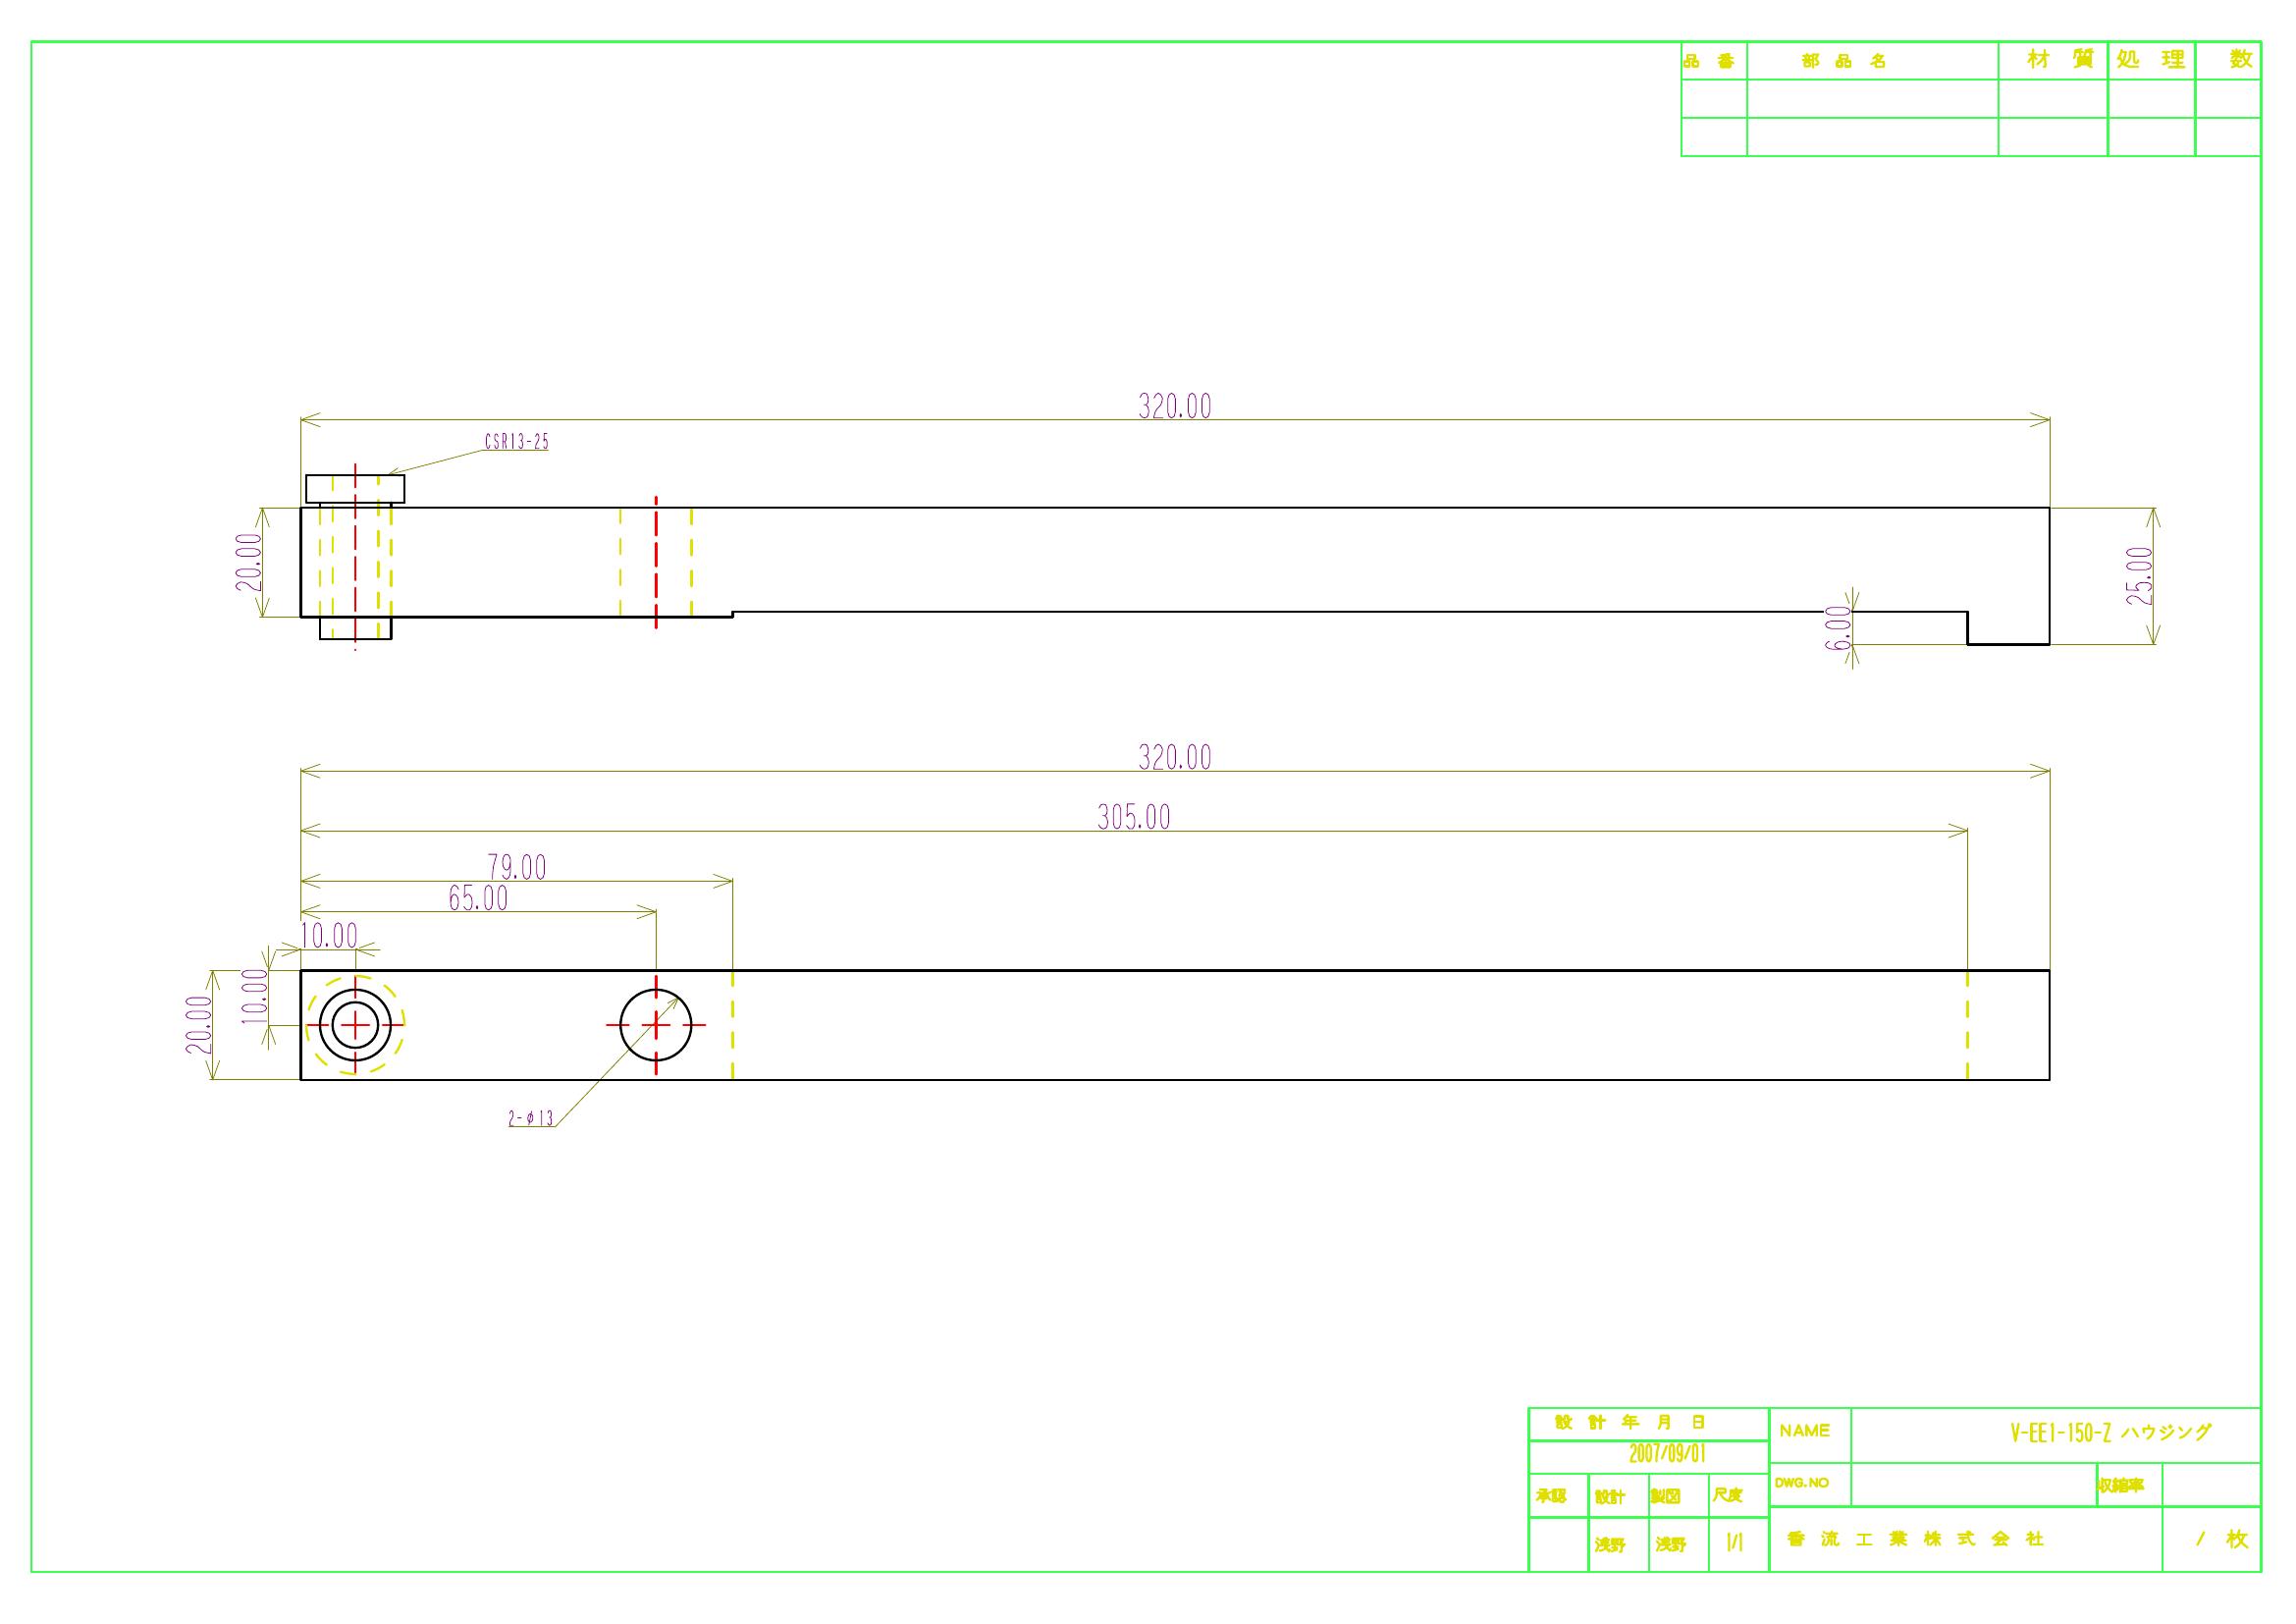 品番 部品名 材質 処理 数
320.00
CSR13-25
20.00
25.00
6.00
320.00
305.00
79.00
65.00
10.00
10.00
20.00
2-φ13
設計年月日
2007/09/01
承認 設計 製図 尺度
浅野 浅野 1/1
NAME V-EE1-150-Z ハウジング
DWG.NO 収縮率
香流工業株式会社 / 枚